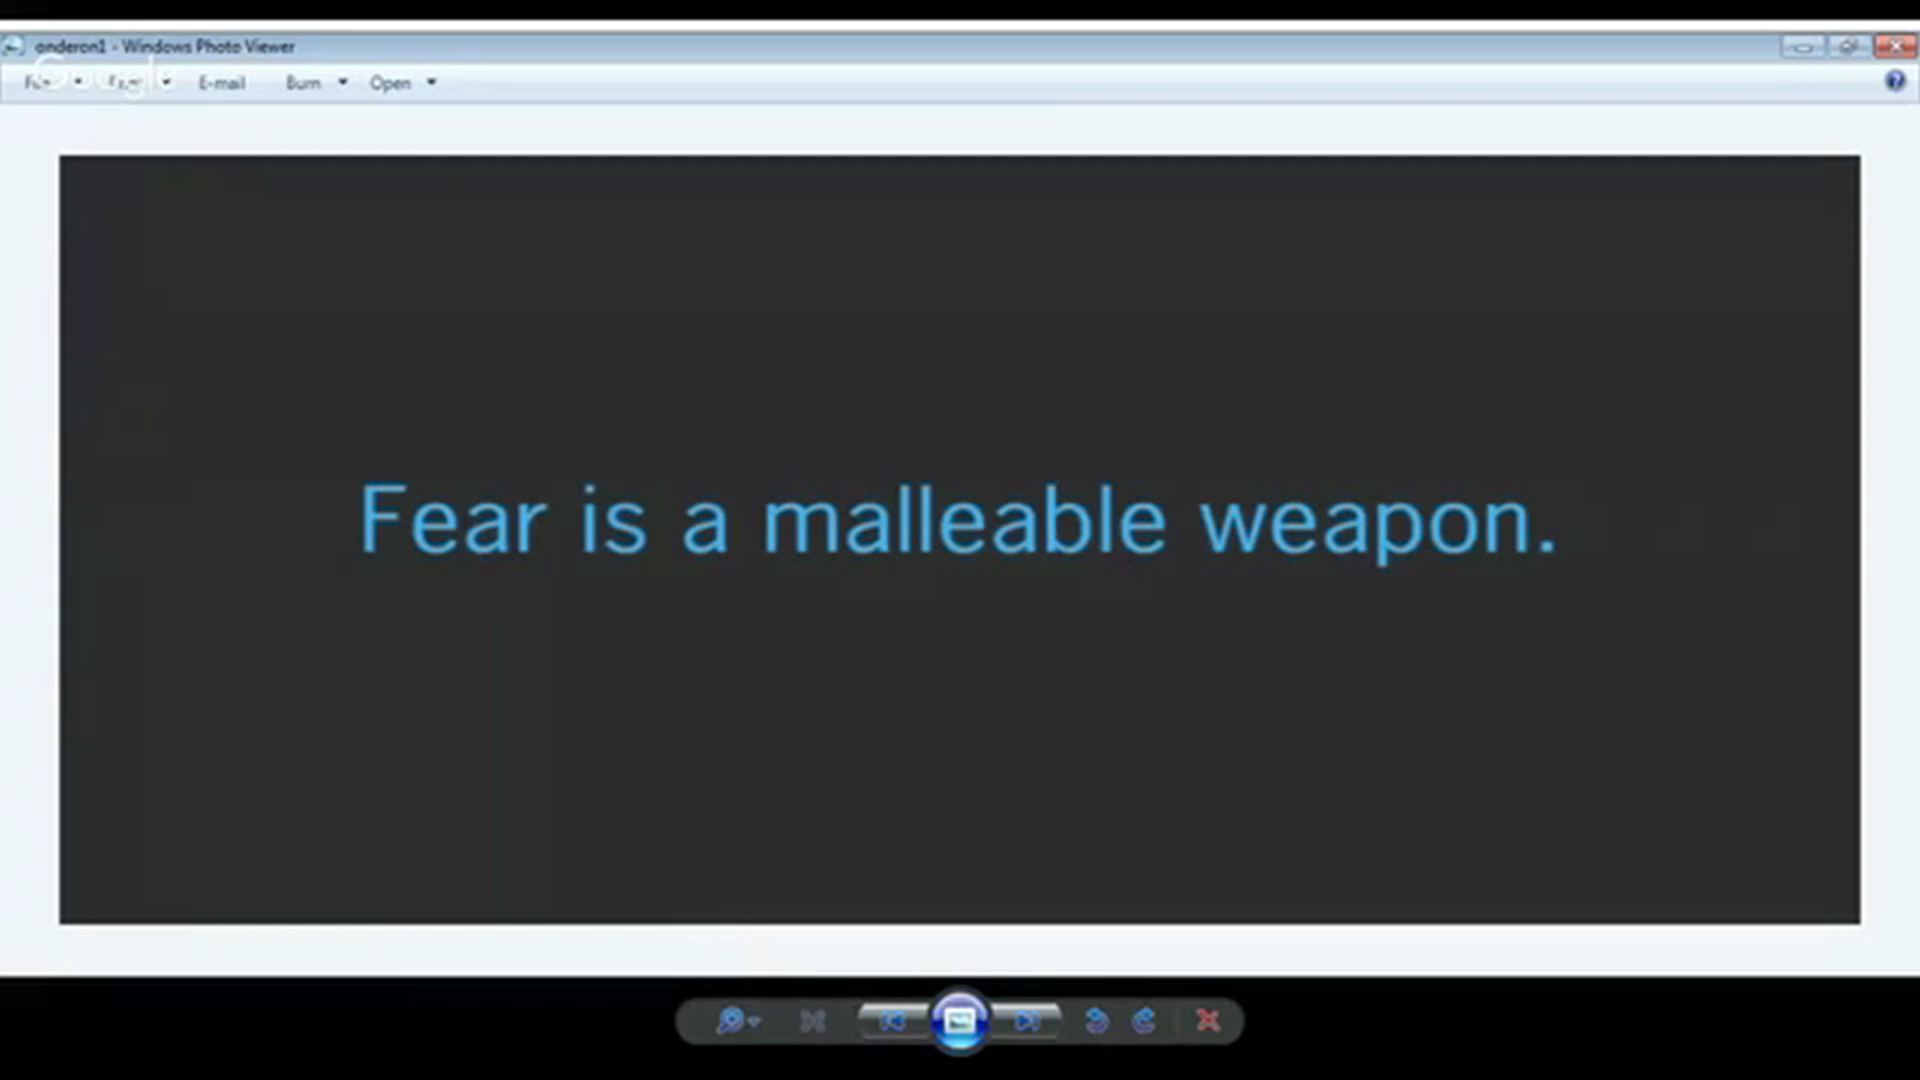 onderon1 - Windows Photo Viewer
E-mail Burn Open
Fear is a malleable weapon.